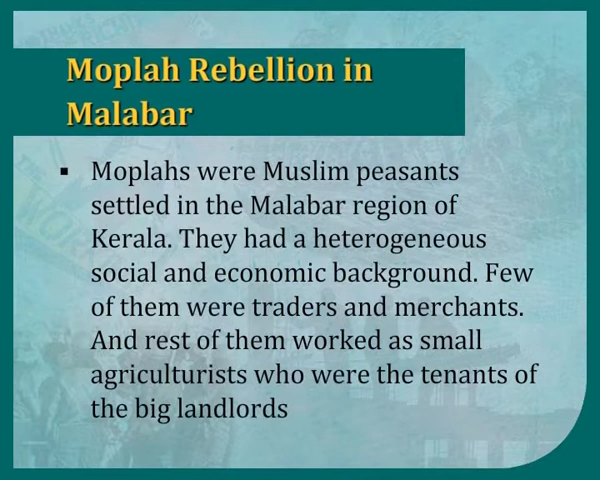 Moplah Rebellion in
Malabar
▪ Moplahs were Muslim peasants
settled in the Malabar region of
Kerala. They had a heterogeneous
social and economic background. Few
of them were traders and merchants.
And rest of them worked as small
agriculturists who were the tenants of
the big landlords